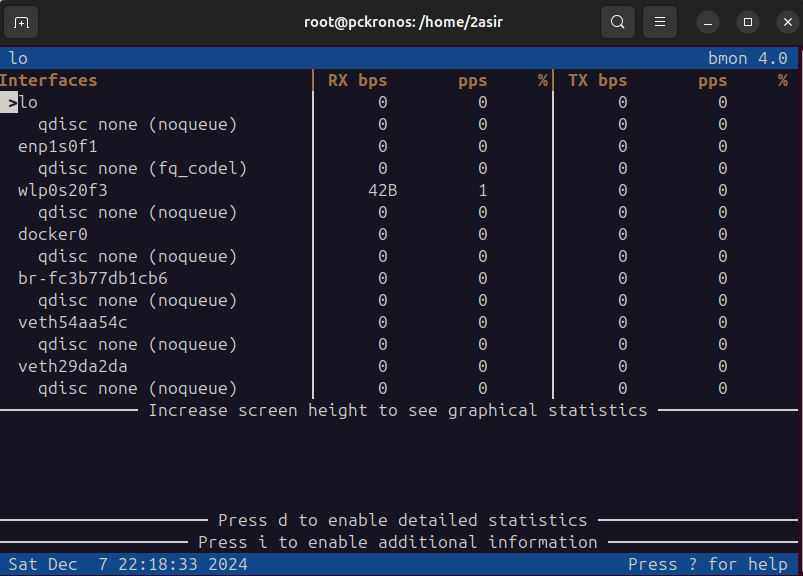 root@pckronos: /home/2asir
lo bmon 4.0
Interfaces RX bps pps % TX bps pps %
>lo 0 0 0 0
qdisc none (noqueue) 0 0 0 0
enp1s0f1 0 0 0 0
qdisc none (fq_codel) 0 0 0 0
wlp0s20f3 42B 1 0 0
qdisc none (noqueue) 0 0 0 0
docker0 0 0 0 0
qdisc none (noqueue) 0 0 0 0
br-fc3b77db1cb6 0 0 0 0
qdisc none (noqueue) 0 0 0 0
veth54aa54c 0 0 0 0
qdisc none (noqueue) 0 0 0 0
veth29da2da 0 0 0 0
qdisc none (noqueue) 0 0 0 0
Increase screen height to see graphical statistics
Press d to enable detailed statistics
Press i to enable additional information
Sat Dec 7 22:18:33 2024 Press ? for help